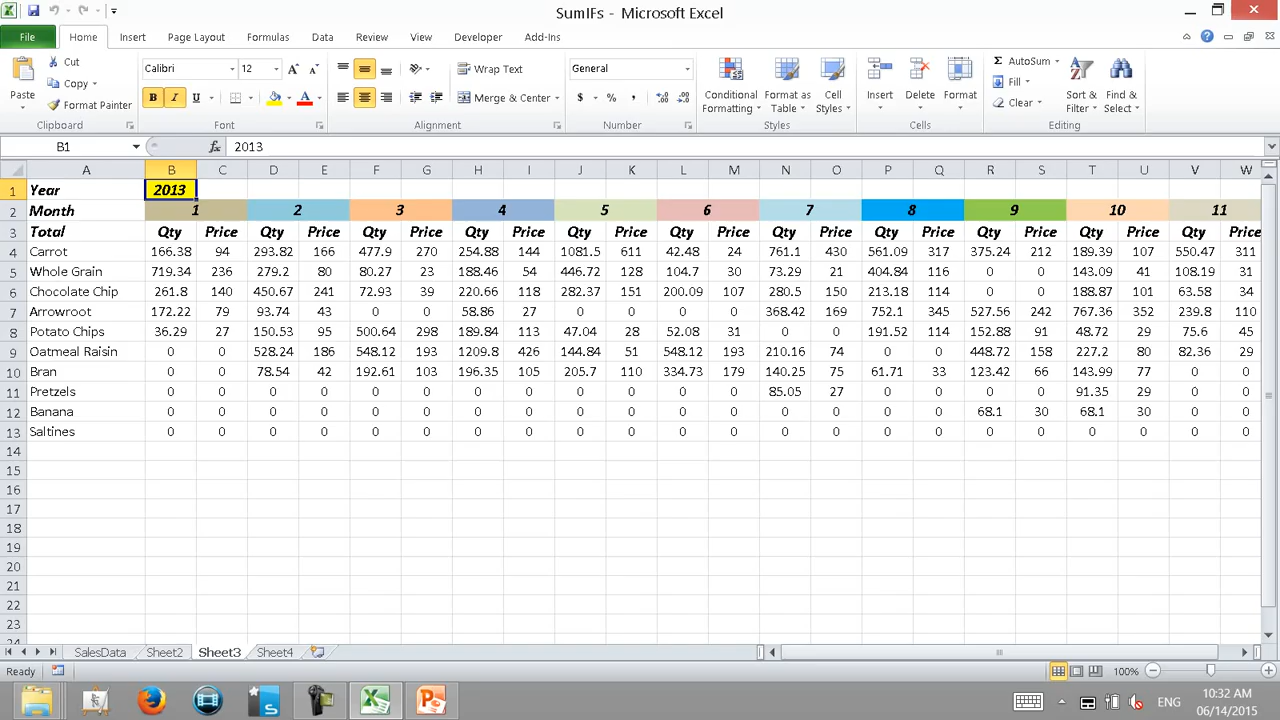 SumIFs - Microsoft Excel
File Home Insert Page Layout Formulas Data Review View Developer Add-Ins
Paste Cut Copy Format Painter Clipboard
Calibri 12 B I U A Font
Wrap Text Merge & Center Alignment
General $ % , Number
Conditional Formatting Format as Table Cell Styles Styles
Insert Delete Format Cells
AutoSum Fill Clear Sort & Filter Find & Select Editing
B1 fx 2013
A B C D E F G H I J K L M N O P Q R S T U V W
1 Year 2013
2 Month 1 2 3 4 5 6 7 8 9 10 11
3 Total Qty Price Qty Price Qty Price Qty Price Qty Price Qty Price Qty Price Qty Price Qty Price Qty Price Qty Price
4 Carrot 166.38 94 293.82 166 477.9 270 254.88 144 1081.5 611 42.48 24 761.1 430 561.09 317 375.24 212 189.39 107 550.47 311
5 Whole Grain 719.34 236 279.2 80 80.27 23 188.46 54 446.72 128 104.7 30 73.29 21 404.84 116 0 0 143.09 41 108.19 31
6 Chocolate Chip 261.8 140 450.67 241 72.93 39 220.66 118 282.37 151 200.09 107 280.5 150 213.18 114 0 0 188.87 101 63.58 34
7 Arrowroot 172.22 79 93.74 43 0 0 58.86 27 0 0 0 0 368.42 169 752.1 345 527.56 242 767.36 352 239.8 110
8 Potato Chips 36.29 27 150.53 95 500.64 298 189.84 113 47.04 28 52.08 31 0 0 191.52 114 152.88 91 48.72 29 75.6 45
9 Oatmeal Raisin 0 0 528.24 186 548.12 193 1209.8 426 144.84 51 548.12 193 210.16 74 0 0 448.72 158 227.2 80 82.36 29
10 Bran 0 0 78.54 42 192.61 103 196.35 105 205.7 110 334.73 179 140.25 75 61.71 33 123.42 66 143.99 77 0 0
11 Pretzels 0 0 0 0 0 0 0 0 0 0 0 0 85.05 27 0 0 0 0 91.35 29 0 0
12 Banana 0 0 0 0 0 0 0 0 0 0 0 0 0 0 0 0 68.1 30 68.1 30 0 0
13 Saltines 0 0 0 0 0 0 0 0 0 0 0 0 0 0 0 0 0 0 0 0 0 0
14
15
16
17
18
19
20
21
22
23
24
SalesData Sheet2 Sheet3 Sheet4
Ready 100%
ENG 10:32 AM
06/14/2015